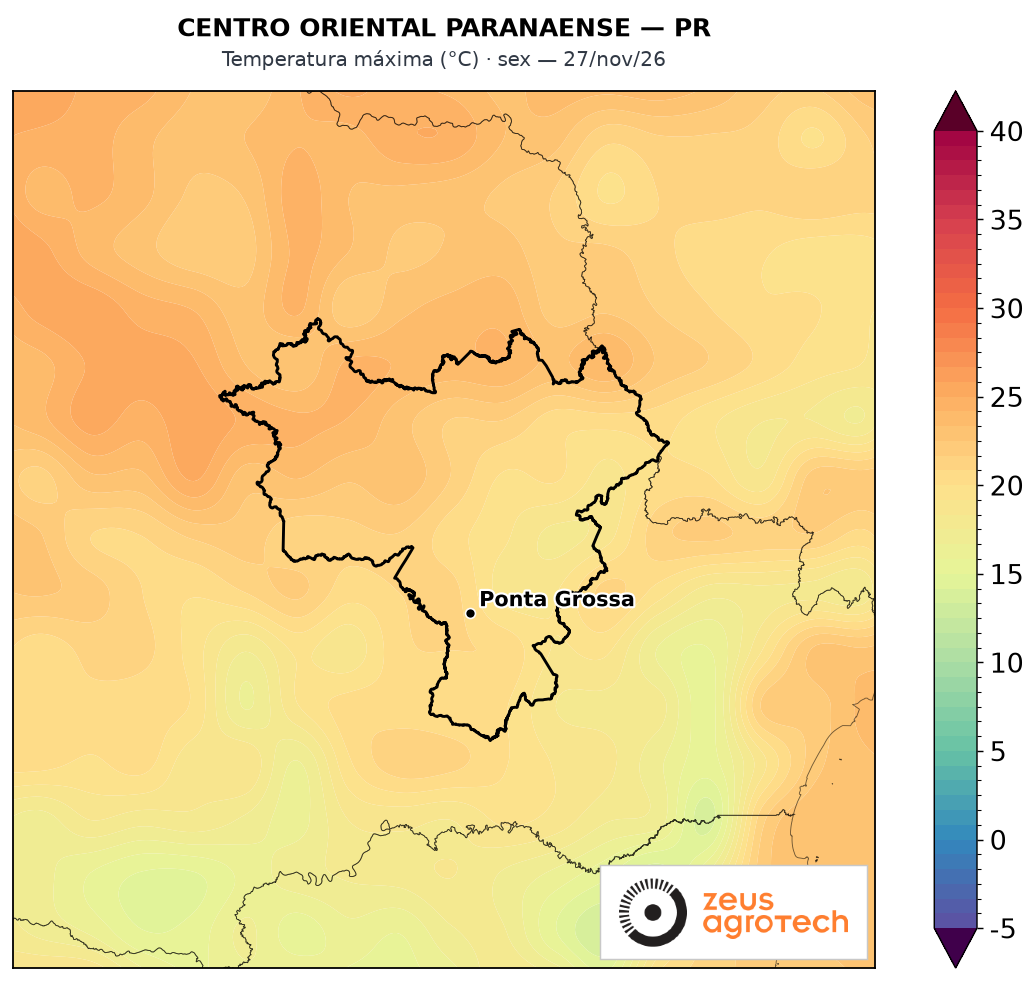 CENTRO ORIENTAL PARANAENSE — PR
Temperatura máxima (°C) · sex — 27/nov/26
40
35
30
25
20
15
10
5
0
-5
Ponta Grossa
zeus
agrotech